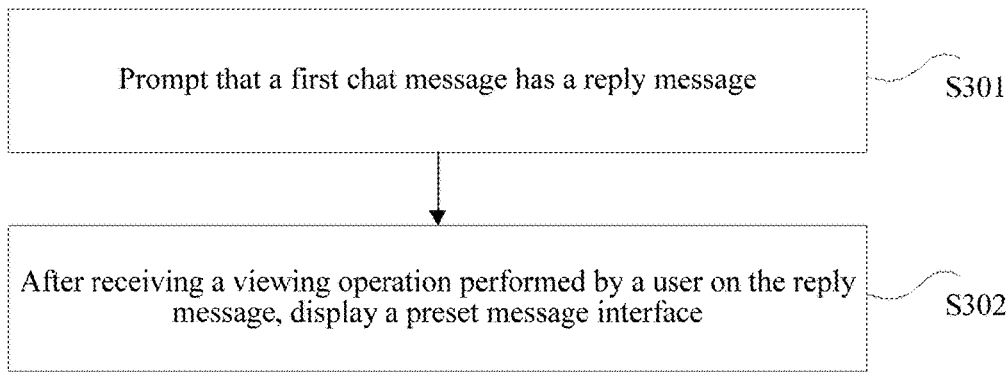 Prompt that a first chat message has a reply message
S301
After receiving a viewing operation performed by a user on the reply
message, display a preset message interface
S302